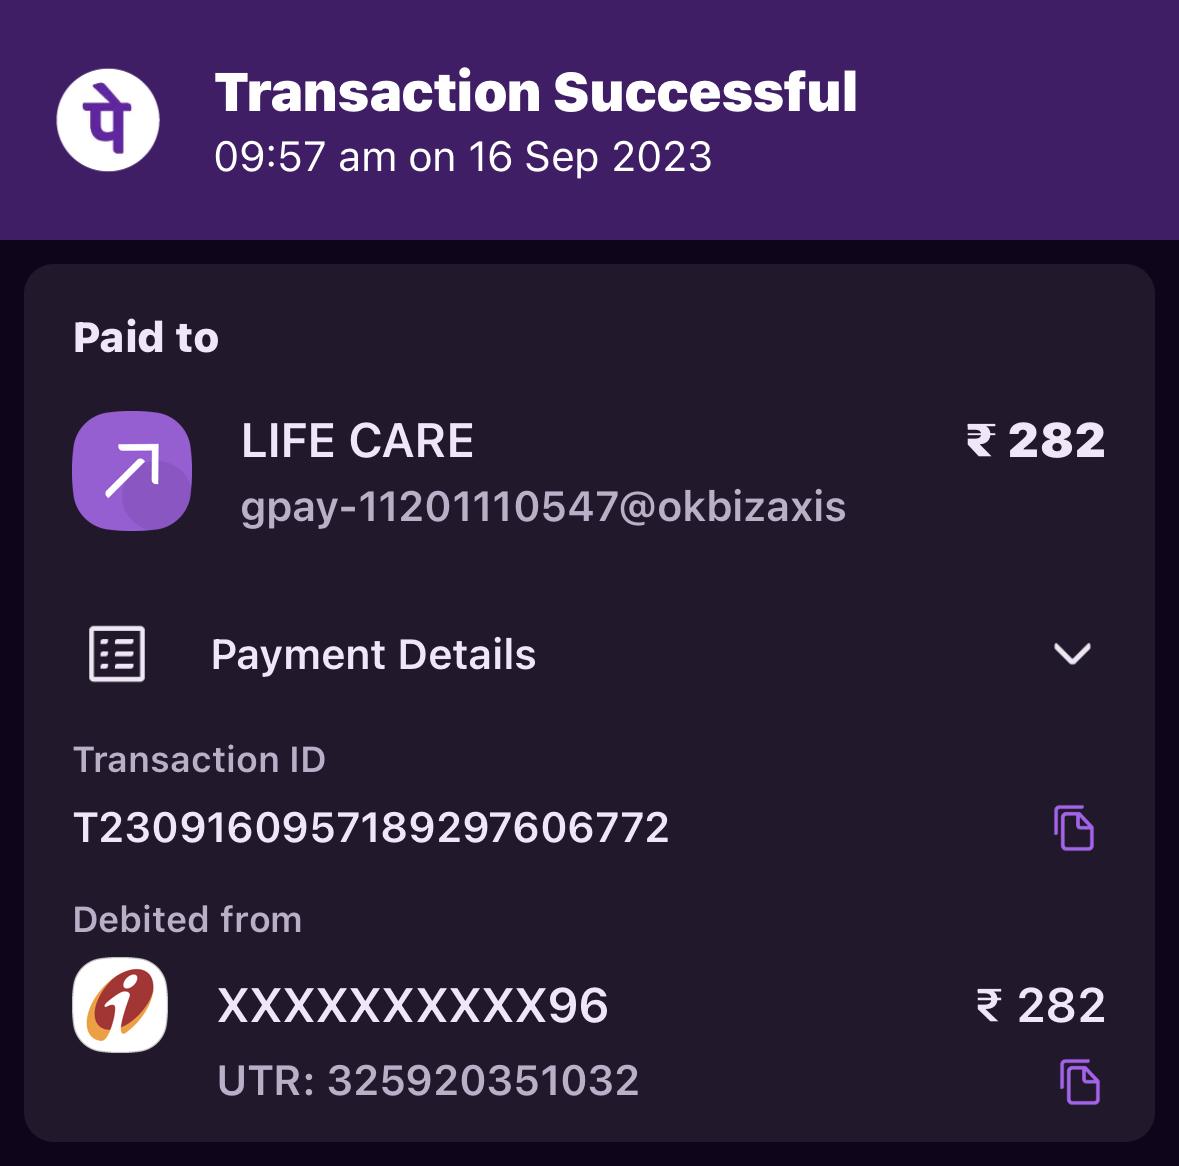 पे
Transaction Successful
09:57 am on 16 Sep 2023
Paid to
LIFE CARE
₹ 282
gpay-11201110547@okbizaxis
Payment Details
Transaction ID
T2309160957189297606772
Debited from
XXXXXXXXXX96
₹ 282
UTR: 325920351032